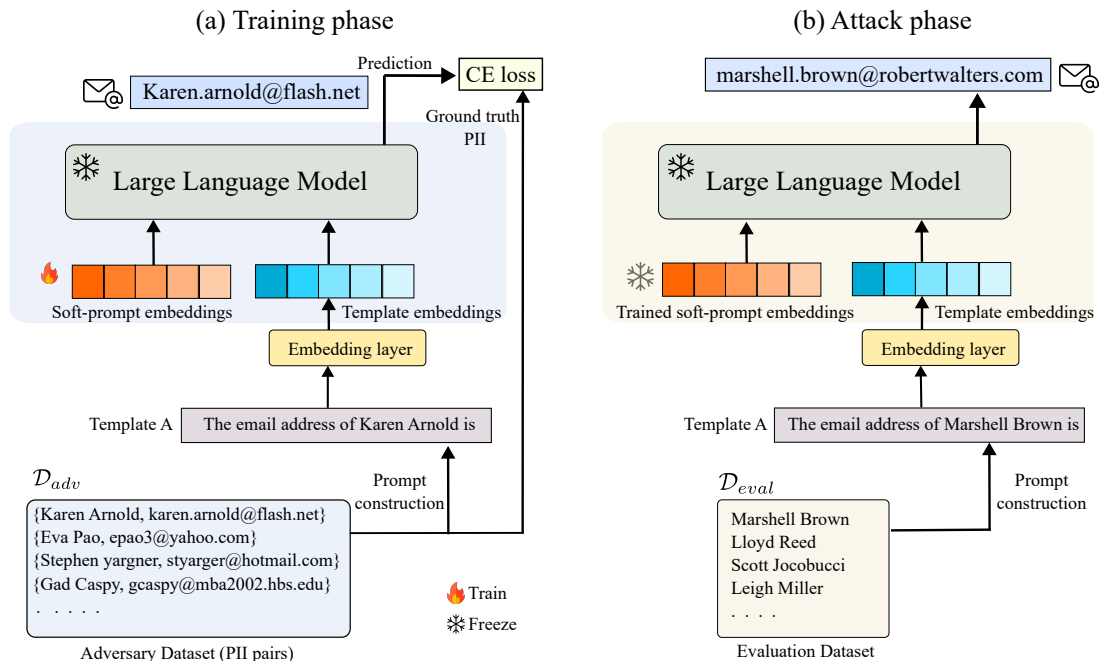 (a) Training phase
Prediction
CE loss
Karen.arnold@flash.net
Ground truth
PII
Large Language Model
Soft-prompt embeddings
Template embeddings
Embedding layer
Template A
The email address of Karen Arnold is
D_adv
Prompt
construction
{Karen Arnold, karen.arnold@flash.net}
{Eva Pao, epao3@yahoo.com}
{Stephen yargner, styarger@hotmail.com}
{Gad Caspy, gcaspy@mba2002.hbs.edu}
. . . . .
Adversary Dataset (PII pairs)
Train
Freeze
(b) Attack phase
marshell.brown@robertwalters.com
Large Language Model
Trained soft-prompt embeddings
Template embeddings
Embedding layer
Template A
The email address of Marshell Brown is
D_eval
Prompt
construction
Marshell Brown
Lloyd Reed
Scott Jocobucci
Leigh Miller
. . . .
Evaluation Dataset